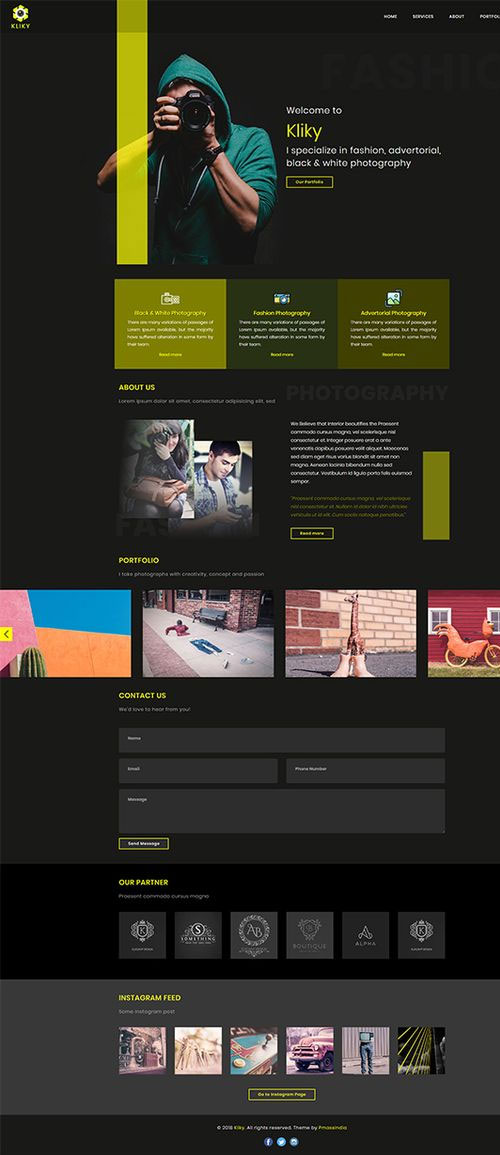 KLIKY
HOME SERVICES ABOUT PORTFOL
FASHIO
Welcome to
Kliky
I specialize in fashion, advertorial,
black & white photography
Our Portfolio
Black & White Photography
There are many variations of passages of
Lorem Ipsum available, but the majority
have suffered alteration in some form by
their team.
Read more
Fashion Photography
There are many variations of passages of
Lorem Ipsum available, but the majority
have suffered alteration in some form by
their team.
Read more
Advertorial Photography
There are many variations of passages of
Lorem Ipsum available, but the majority
have suffered alteration in some form by
their team.
Read more
ABOUT US
Lorem ipsum dolor sit amet, consectetur adipisicing elit, sed
PHOTOGRAPHY
We Believe that Interior beautifies the Praesent
commodo cursus magna, vel scelerisque nisl
consectetur et. Integer posuere erat a ante
venenatis dapibus posuere velit aliquet. Maecenas
sed diam eget risus varius blandit sit amet non
magna. Aenean lacinia bibendum nulla sed
consectetur. Vestibulum id ligula porta felis euismod
semper.
"Praesent commodo cursus magna, vel scelerisque
nisl consectetur et. Nullam id dolor id nibh ultricies
vehicula ut id elit. Cum sociis natoque penatibus."
Read more
PORTFOLIO
I take photographs with creativity, concept and passion
CONTACT US
We'd love to hear from you!
Name
Email
Phone Number
Message
Send Message
OUR PARTNER
Praesent commodo cursus magna
K
S
SOMETHING
AB
B
BOUTIQUE
A
ALPHA
K
INSTAGRAM FEED
Some instagram post
Go to Instagram Page
© 2018 Kliky. All rights reserved. Theme by PmassIndia